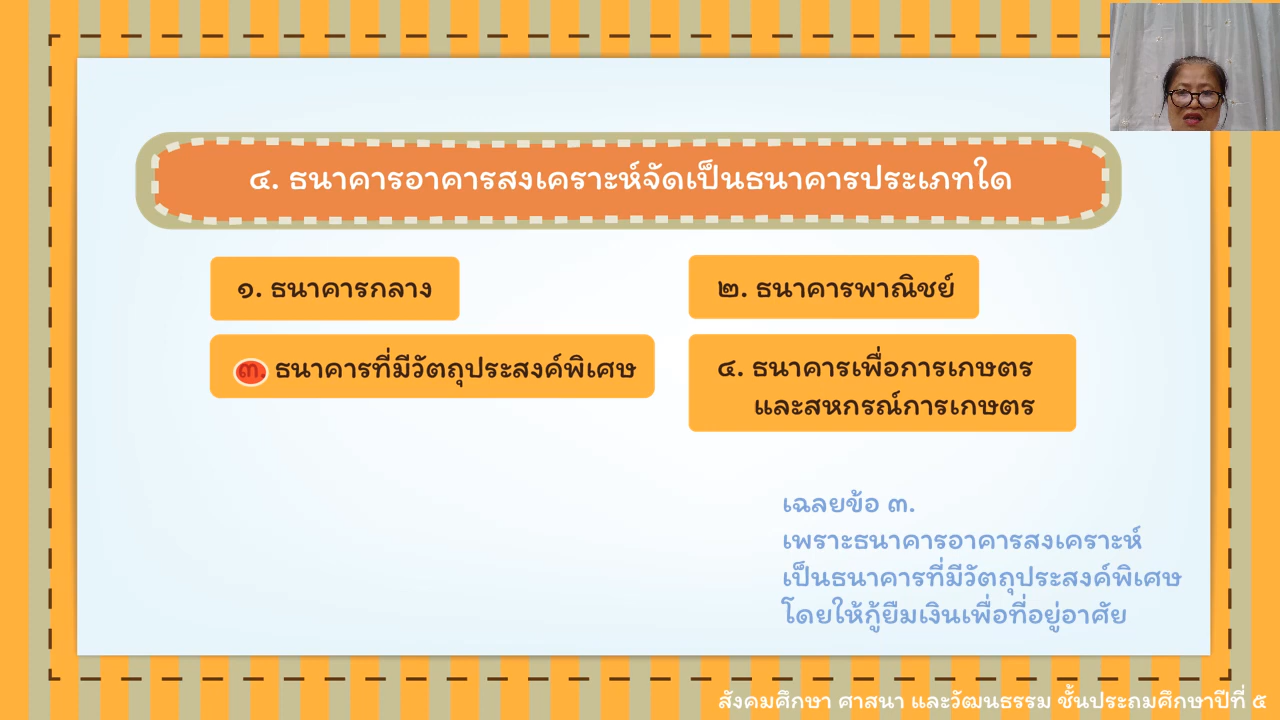 ๔. ธนาคารอาคารสงเคราะห์จัดเป็นธนาคารประเภทใด
๑. ธนาคารกลาง
๒. ธนาคารพาณิชย์
๓. ธนาคารที่มีวัตถุประสงค์พิเศษ
๔. ธนาคารเพื่อการเกษตร
และสหกรณ์การเกษตร
เฉลยข้อ ๓.
เพราะธนาคารอาคารสงเคราะห์
เป็นธนาคารที่มีวัตถุประสงค์พิเศษ
โดยให้กู้ยืมเงินเพื่อที่อยู่อาศัย
สังคมศึกษา ศาสนา และวัฒนธรรม ชั้นประถมศึกษาปีที่ ๕